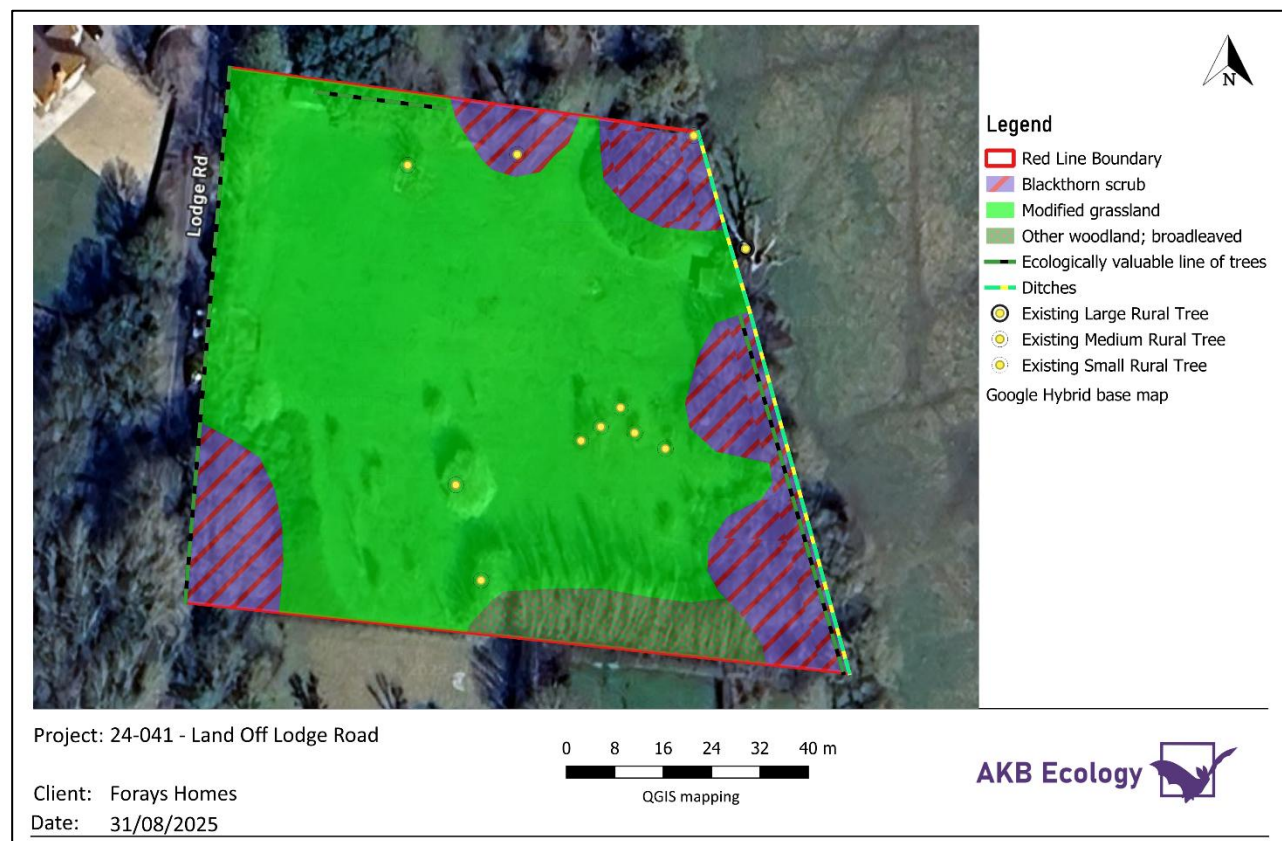 Lodge Rd
N
Legend
Red Line Boundary
Blackthorn scrub
Modified grassland
Other woodland; broadleaved
Ecologically valuable line of trees
Ditches
Existing Large Rural Tree
Existing Medium Rural Tree
Existing Small Rural Tree
Google Hybrid base map
Project: 24-041 - Land Off Lodge Road
Client: Forays Homes
Date: 31/08/2025
0 8 16 24 32 40 m
QGIS mapping
AKB Ecology